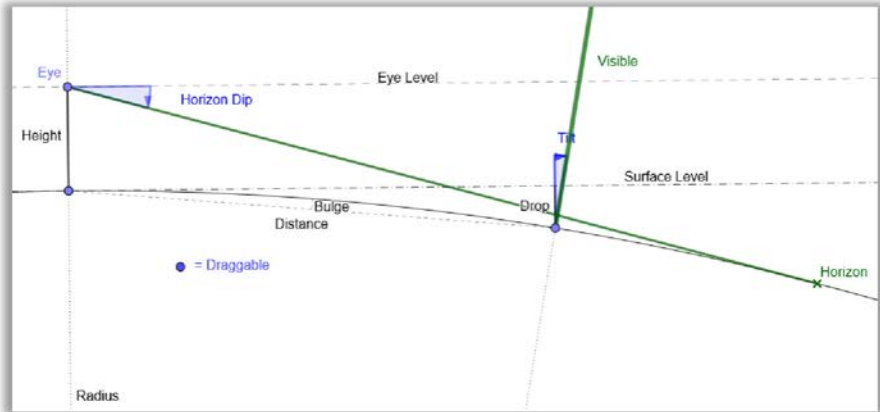 Eye
Eye Level
Visible
Horizon Dip
Height
Tilt
Surface Level
Bulge
Drop
Distance
= Draggable
Horizon
Radius